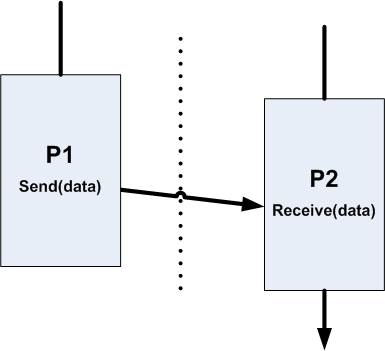 P1
Send(data)
P2
Receive(data)